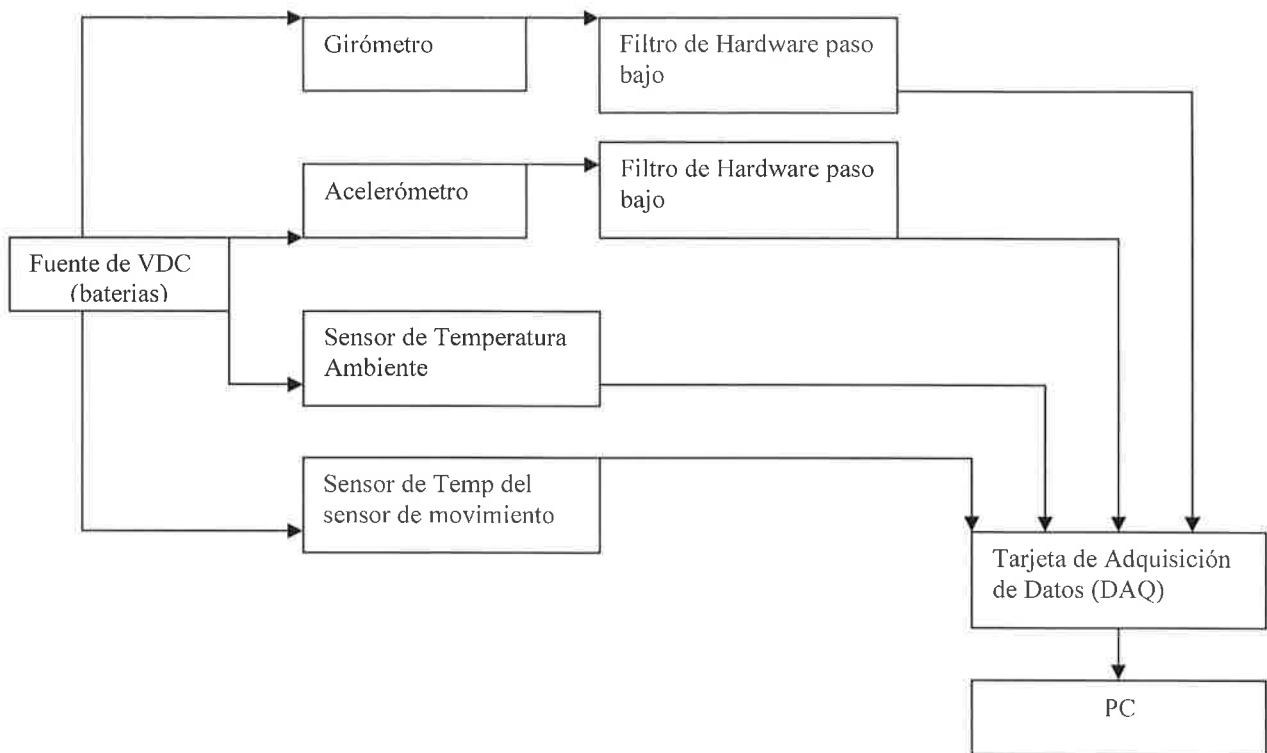 Girómetro
Filtro de Hardware paso
bajo
Acelerómetro
Filtro de Hardware paso
bajo
Fuente de VDC
(baterias)
Sensor de Temperatura
Ambiente
Sensor de Temp del
sensor de movimiento
Tarjeta de Adquisición
de Datos (DAQ)
PC